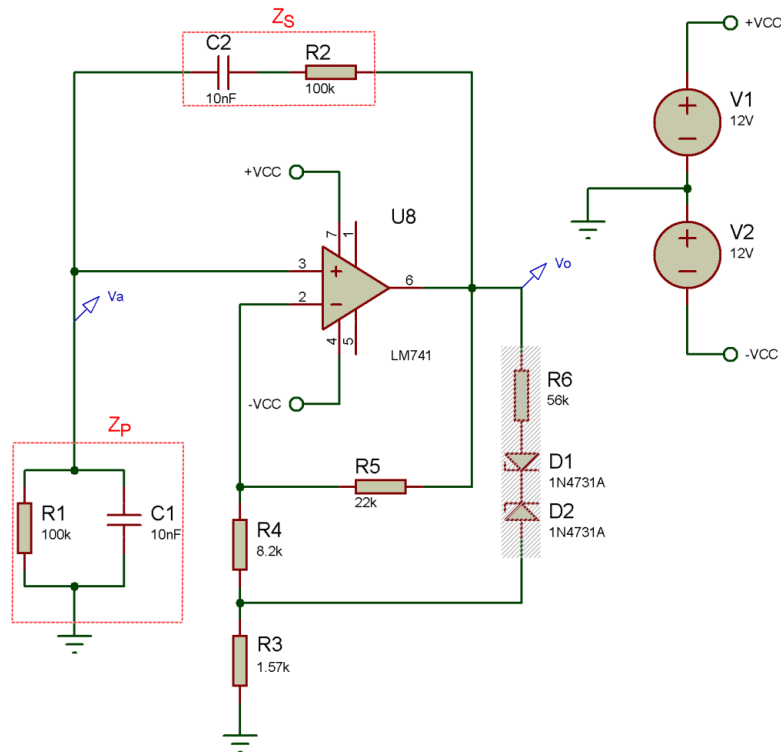 Z_S
C2
10nF
R2
100k
+VCC
V1
12V
+VCC
U8
7
1
3
2
6
4
5
LM741
Va
Vo
V2
12V
-VCC
-VCC
R6
56k
D1
1N4731A
D2
1N4731A
Z_P
R5
22k
R1
100k
C1
10nF
R4
8.2k
R3
1.57k